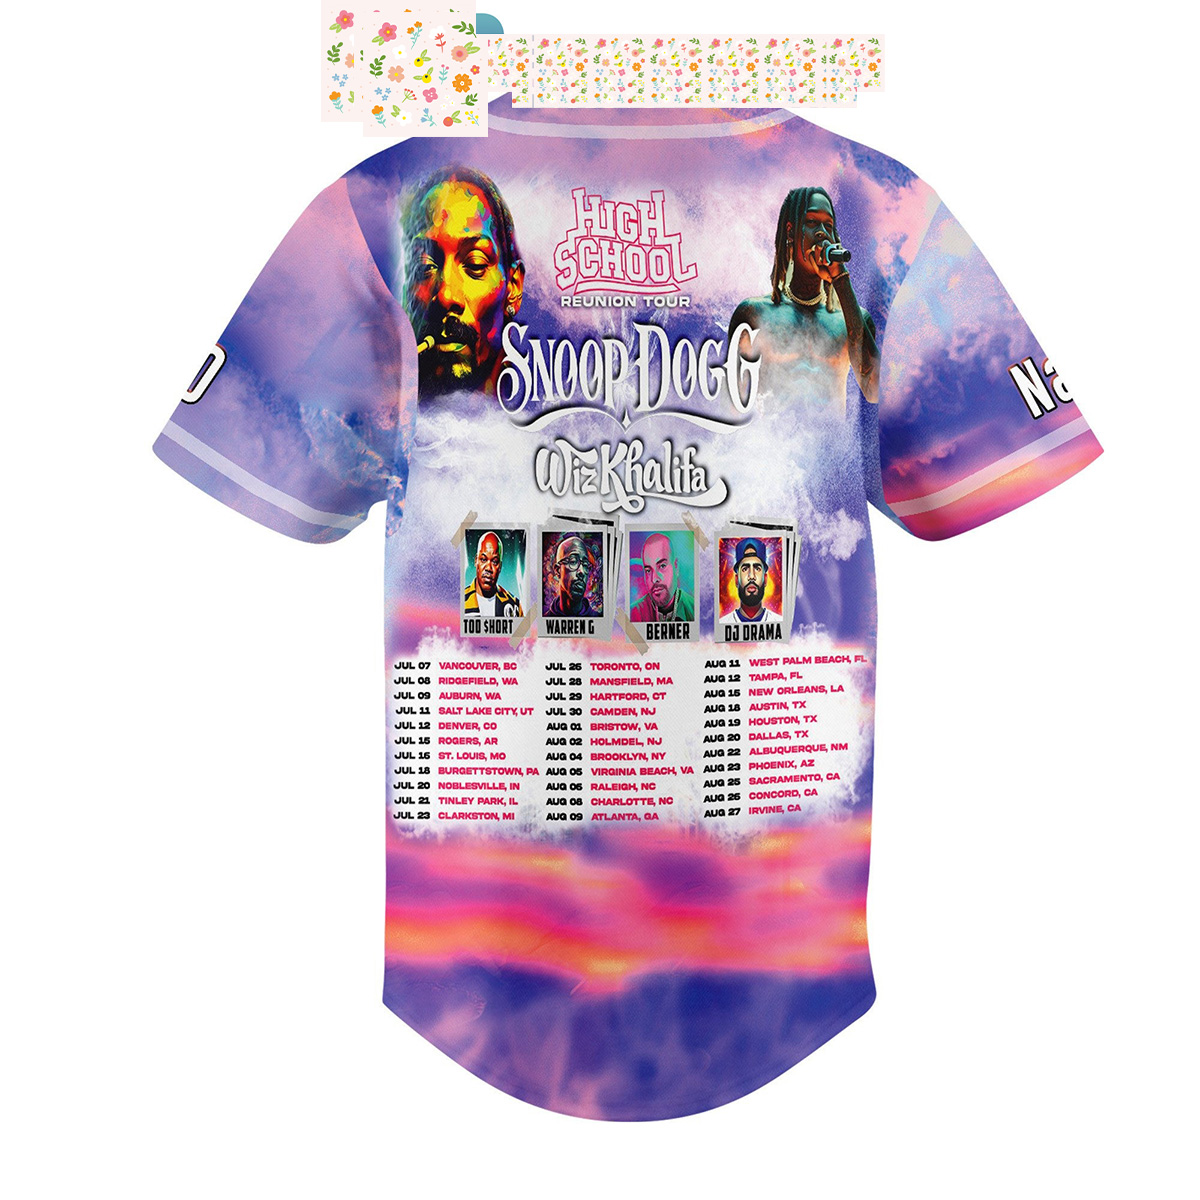 HIGH
SCHOOL
REUNION TOUR
SNOOP DOGG
Wiz Khalifa
TOO $HORT
WARREN G
BERNER
DJ DRAMA
JUL 07 VANCOUVER, BC
JUL 08 RIDGEFIELD, WA
JUL 09 AUBURN, WA
JUL 11 SALT LAKE CITY, UT
JUL 12 DENVER, CO
JUL 15 ROGERS, AR
JUL 16 ST. LOUIS, MO
JUL 18 BURGETTSTOWN, PA
JUL 20 NOBLESVILLE, IN
JUL 21 TINLEY PARK, IL
JUL 23 CLARKSTON, MI
JUL 26 TORONTO, ON
JUL 28 MANSFIELD, MA
JUL 29 HARTFORD, CT
JUL 30 CAMDEN, NJ
AUG 01 BRISTOW, VA
AUG 02 HOLMDEL, NJ
AUG 04 BROOKLYN, NY
AUG 05 VIRGINIA BEACH, VA
AUG 06 RALEIGH, NC
AUG 08 CHARLOTTE, NC
AUG 09 ATLANTA, GA
AUG 11 WEST PALM BEACH, FL
AUG 12 TAMPA, FL
AUG 15 NEW ORLEANS, LA
AUG 18 AUSTIN, TX
AUG 19 HOUSTON, TX
AUG 20 DALLAS, TX
AUG 22 ALBUQUERQUE, NM
AUG 23 PHOENIX, AZ
AUG 25 SACRAMENTO, CA
AUG 26 CONCORD, CA
AUG 27 IRVINE, CA